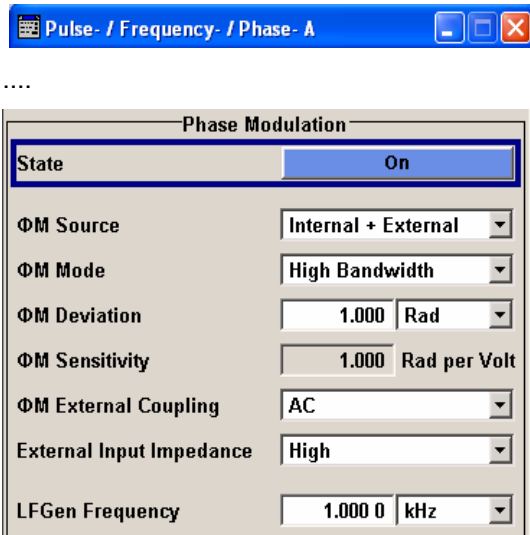 Pulse- / Frequency- / Phase- A
....
Phase Modulation
State On
ΦM Source Internal + External
ΦM Mode High Bandwidth
ΦM Deviation 1.000 Rad
ΦM Sensitivity 1.000 Rad per Volt
ΦM External Coupling AC
External Input Impedance High
LFGen Frequency 1.000 0 kHz